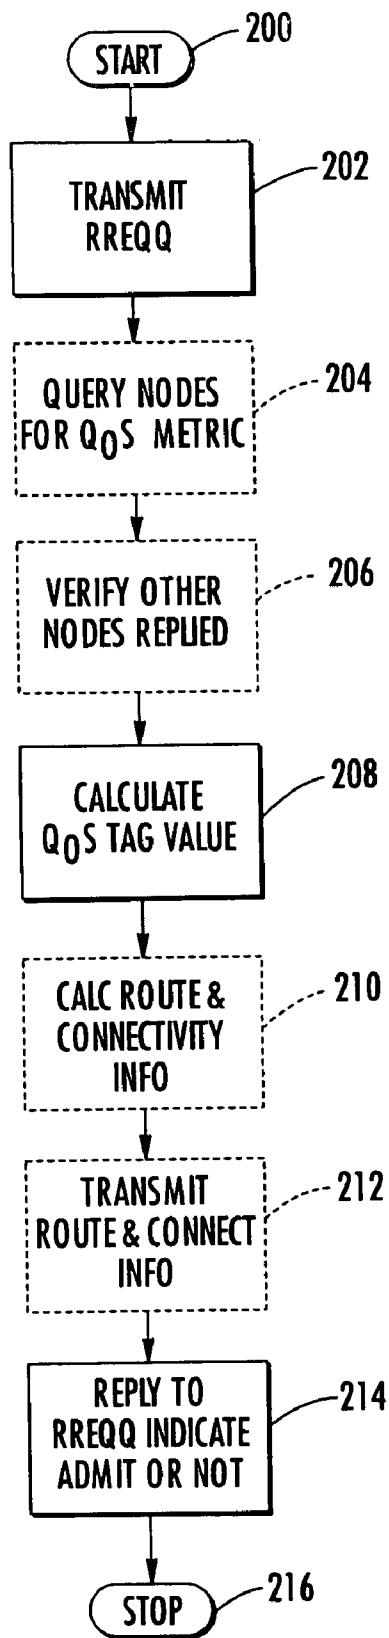 START
200
TRANSMIT
RREQQ
202
QUERY NODES
FOR QOS METRIC
204
VERIFY OTHER
NODES REPLIED
206
CALCULATE
QOS TAG VALUE
208
CALC ROUTE &
CONNECTIVITY
INFO
210
TRANSMIT
ROUTE & CONNECT
INFO
212
REPLY TO
RREQQ INDICATE
ADMIT OR NOT
214
STOP
216